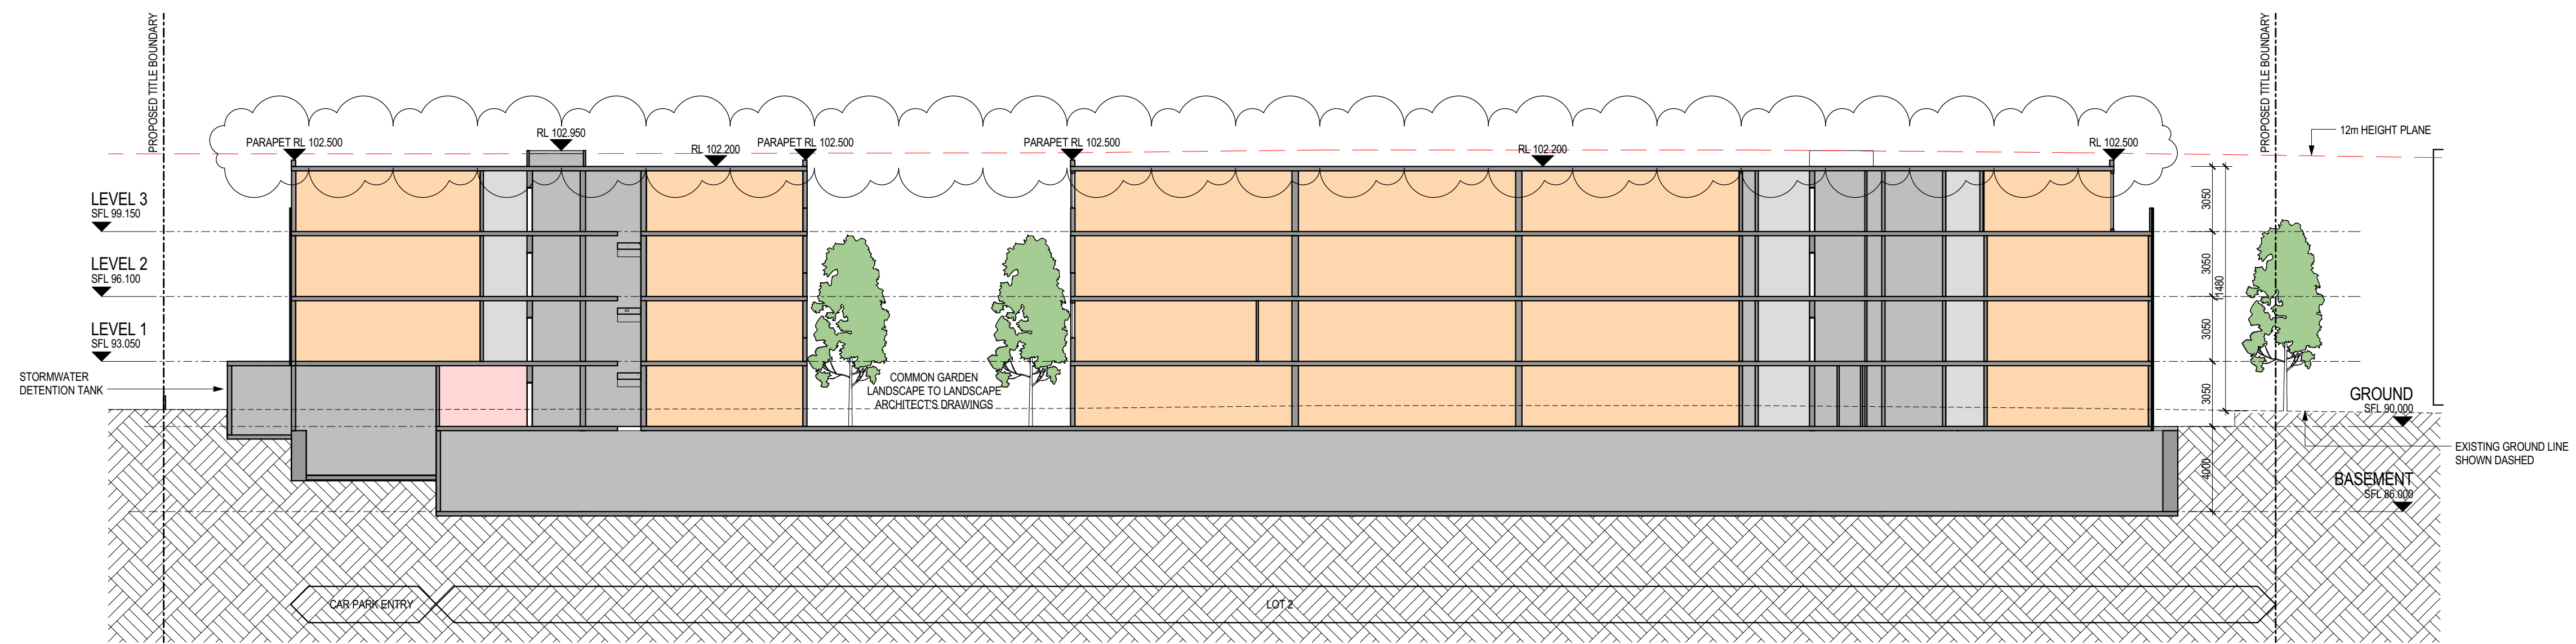 PROPOSED TITLE BOUNDARY
PROPOSED TITLE BOUNDARY
12m HEIGHT PLANE
PARAPET RL 102.500
RL 102.950
RL 102.200
PARAPET RL 102.500
PARAPET RL 102.500
RL 102.200
RL 102.500
LEVEL 3
SFL 99.150
LEVEL 2
SFL 96.100
LEVEL 1
SFL 93.050
3050
3050
3050
3050
11480
4000
STORMWATER
DETENTION TANK
COMMON GARDEN
LANDSCAPE TO LANDSCAPE
ARCHITECT'S DRAWINGS
GROUND
SFL 90.000
EXISTING GROUND LINE
SHOWN DASHED
BASEMENT
SFL 86.000
CAR PARK ENTRY
LOT 2